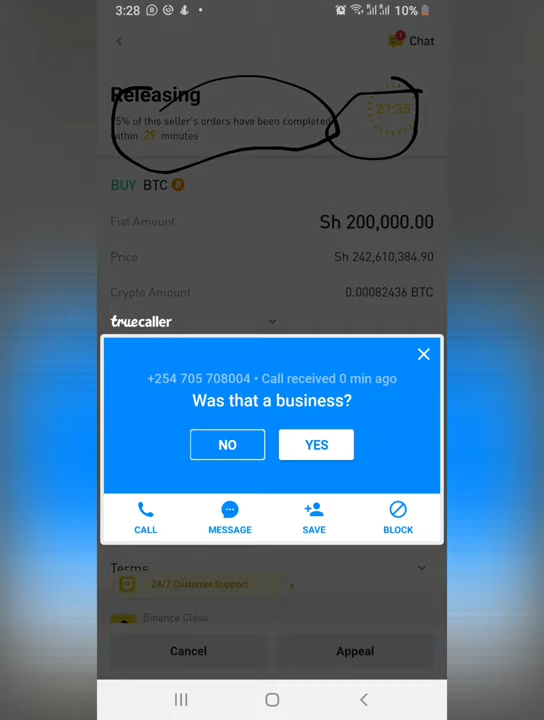 3:28
10%
Chat
Releasing
27:35
5% of this seller's orders have been completed
within 29 minutes
BUY BTC
Fiat Amount
Sh 200,000.00
Price
Sh 242,610,384.90
Crypto Amount
0.00082436 BTC
truecaller
+254 705 708004 • Call received 0 min ago
Was that a business?
NO
YES
CALL
MESSAGE
SAVE
BLOCK
Terms
24/7 Customer Support
Binance Class
Cancel
Appeal